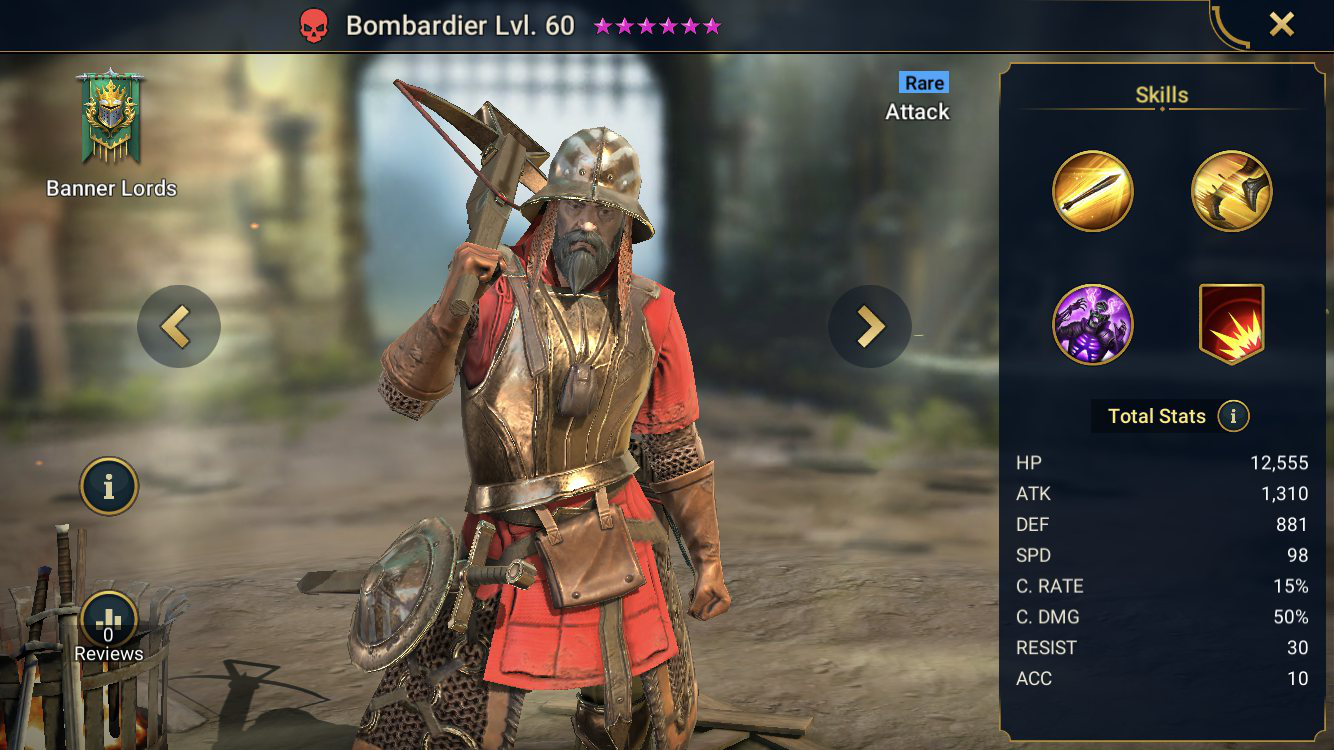 Bombardier Lvl. 60
Banner Lords
Rare
Attack
Skills
Total Stats
HP 12,555
ATK 1,310
DEF 881
SPD 98
C. RATE 15%
C. DMG 50%
RESIST 30
ACC 10
0
Reviews